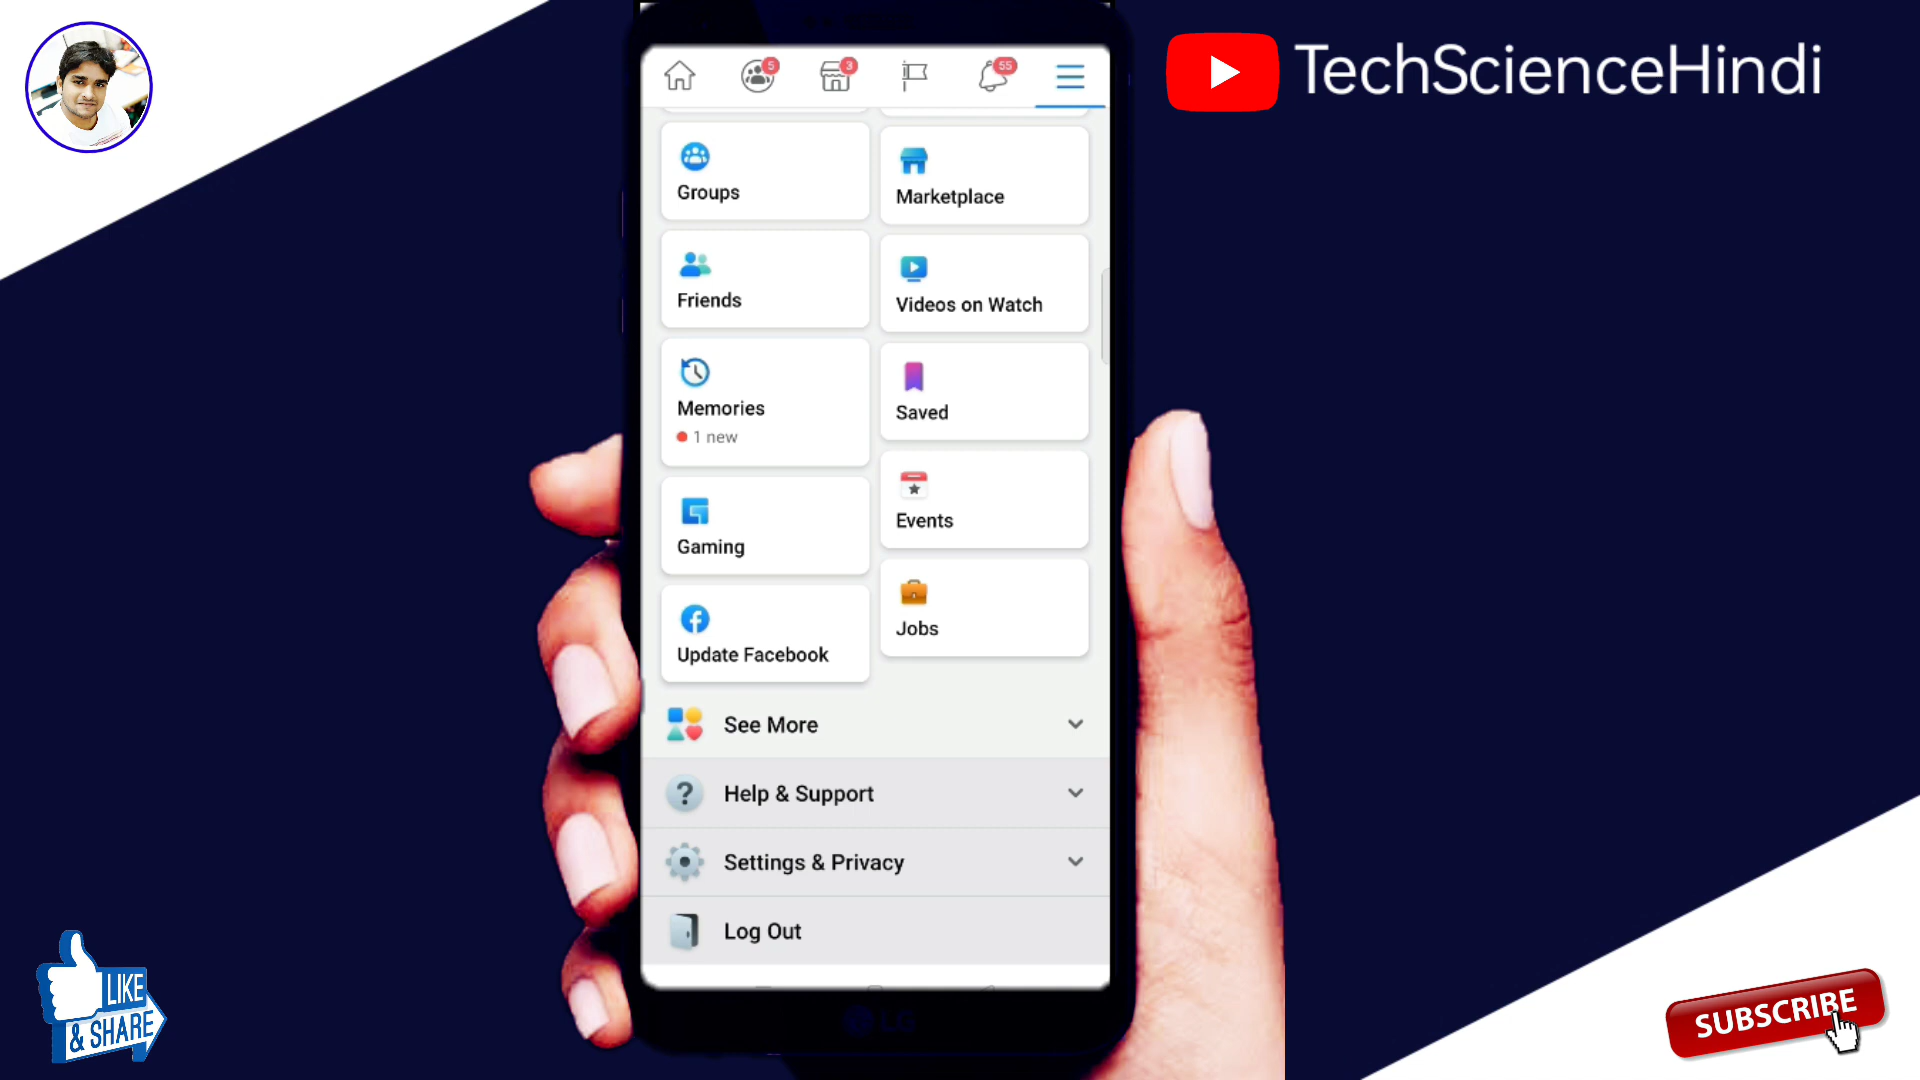 TechScienceHindi
5
3
55
Groups
Marketplace
Friends
Videos on Watch
Memories
1 new
Saved
Gaming
Events
Update Facebook
Jobs
See More
? Help & Support
Settings & Privacy
Log Out
LG
LIKE
& SHARE
SUBSCRIBE